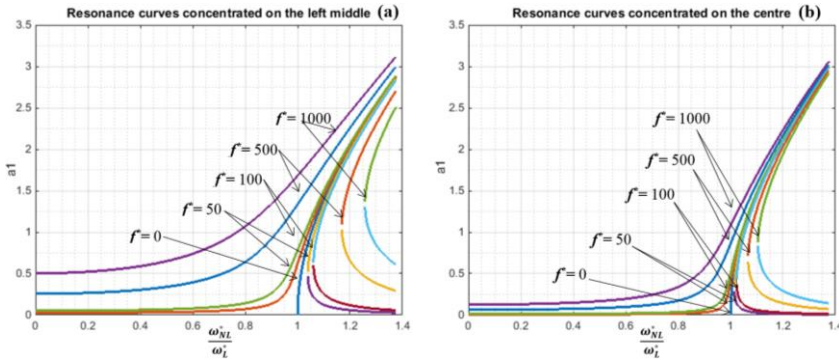 Resonance curves concentrated on the left middle (a)
3.5
3
2.5
2
1.5
1
0.5
0
a1
f*= 1000
f*= 500
f*= 100
f*= 50
f*= 0
0 0.2 0.4 0.6 0.8 1 1.2 1.4
ω*NL
ω*L
Resonance curves concentrated on the centre (b)
3.5
3
2.5
2
1.5
1
0.5
0
a1
f*= 1000
f*= 500
f*= 100
f*= 50
f*= 0
0 0.2 0.4 0.6 0.8 1 1.2 1.4
ω*NL
ω*L